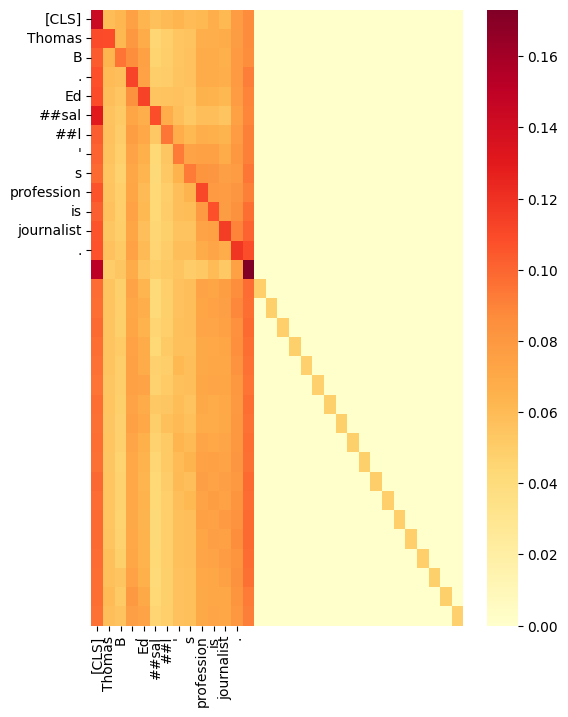 [CLS]
Thomas
B
.
Ed
##sal
##l
'
s
profession
is
journalist
.
0.16
0.14
0.12
0.10
0.08
0.06
0.04
0.02
0.00
[CLS]
Thomas
B
.
Ed
##sal
##l
'
s
profession
is
journalist
.